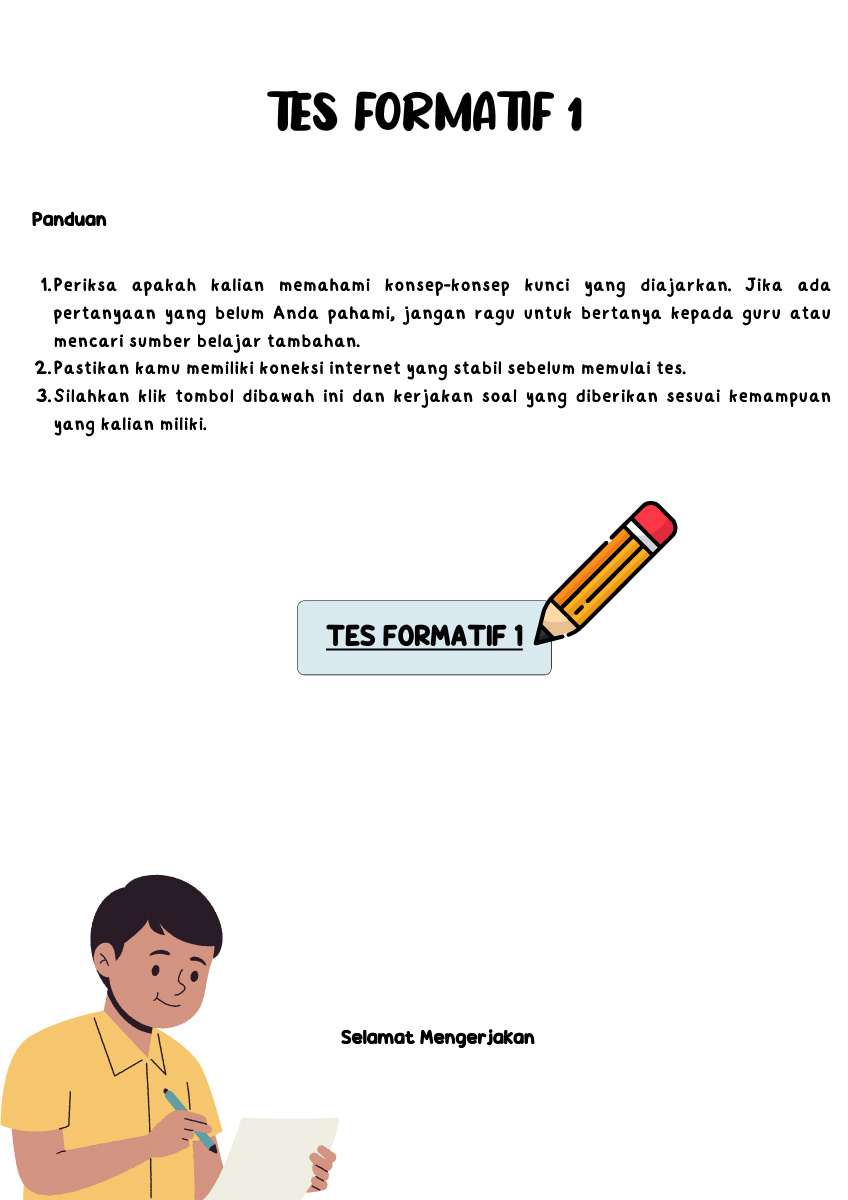 TES FORMATIF 1
Panduan
1. Periksa apakah kalian memahami konsep-konsep kunci yang diajarkan. Jika ada
pertanyaan yang belum Anda pahami, jangan ragu untuk bertanya kepada guru atau
mencari sumber belajar tambahan.
2. Pastikan kamu memiliki koneksi internet yang stabil sebelum memulai tes.
3. Silahkan klik tombol dibawah ini dan kerjakan soal yang diberikan sesuai kemampuan
yang kalian miliki.
TES FORMATIF 1
Selamat Mengerjakan